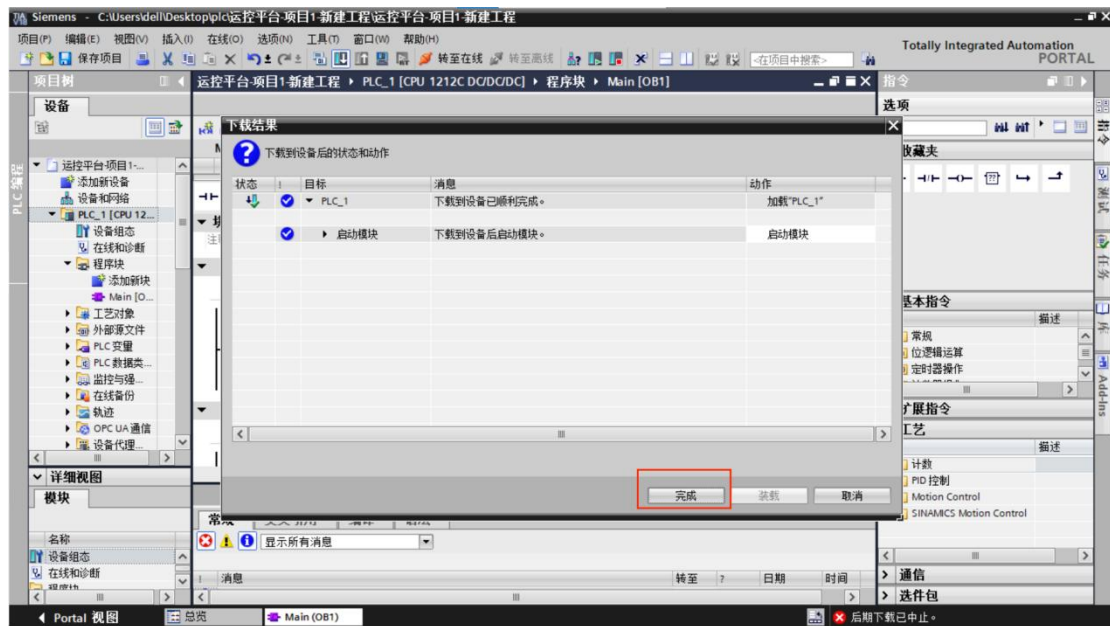 Siemens - C:\Users\dell\Desktop\plc\运控平台-项目1-新建工程\运控平台-项目1-新建工程
项目(P) 编辑(E) 视图(V) 插入(I) 在线(O) 选项(N) 工具(T) 窗口(W) 帮助(H)
Totally Integrated Automation
PORTAL
保存项目 转至在线 转至离线 <在项目中搜索>
项目树
运控平台-项目1-新建工程 PLC_1 [CPU 1212C DC/DC/DC] 程序块 Main [OB1]
指令
设备
选项
PLC 编程
运控平台-项目1-...
添加新设备
设备和网络
PLC_1 [CPU 12...
设备组态
在线和诊断
程序块
添加新块
Main [O...
工艺对象
外部源文件
PLC 变量
PLC 数据类...
监控与强...
在线备份
轨迹
OPC UA 通信
设备代理...
详细视图
模块
名称
设备组态
在线和诊断
下载结果
下载到设备后的状态和动作
状态 ! 目标 消息 动作
PLC_1 下载到设备已顺利完成。 加载"PLC_1"
启动模块 下载到设备后启动模块。 启动模块
完成 装载 取消
显示所有消息
! 消息 转至 ? 日期 时间
收藏夹
??
基本指令
描述
常规
位逻辑运算
定时器操作
扩展指令
工艺
描述
计数
PID 控制
Motion Control
SINAMICS Motion Control
通信
选件包
测试
任务
库
Add-Ins
Portal 视图 总览 Main (OB1) 后期下载已中止。